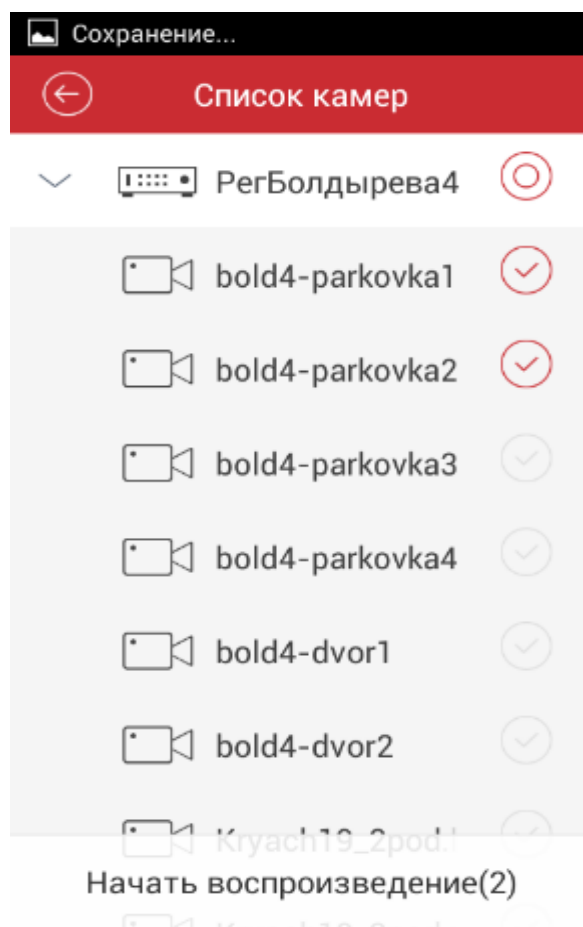 Сохранение...
Список камер
РегБолдырева4
bold4-parkovka1
bold4-parkovka2
bold4-parkovka3
bold4-parkovka4
bold4-dvor1
bold4-dvor2
Kryach19_2pod.
Начать воспроизведение(2)